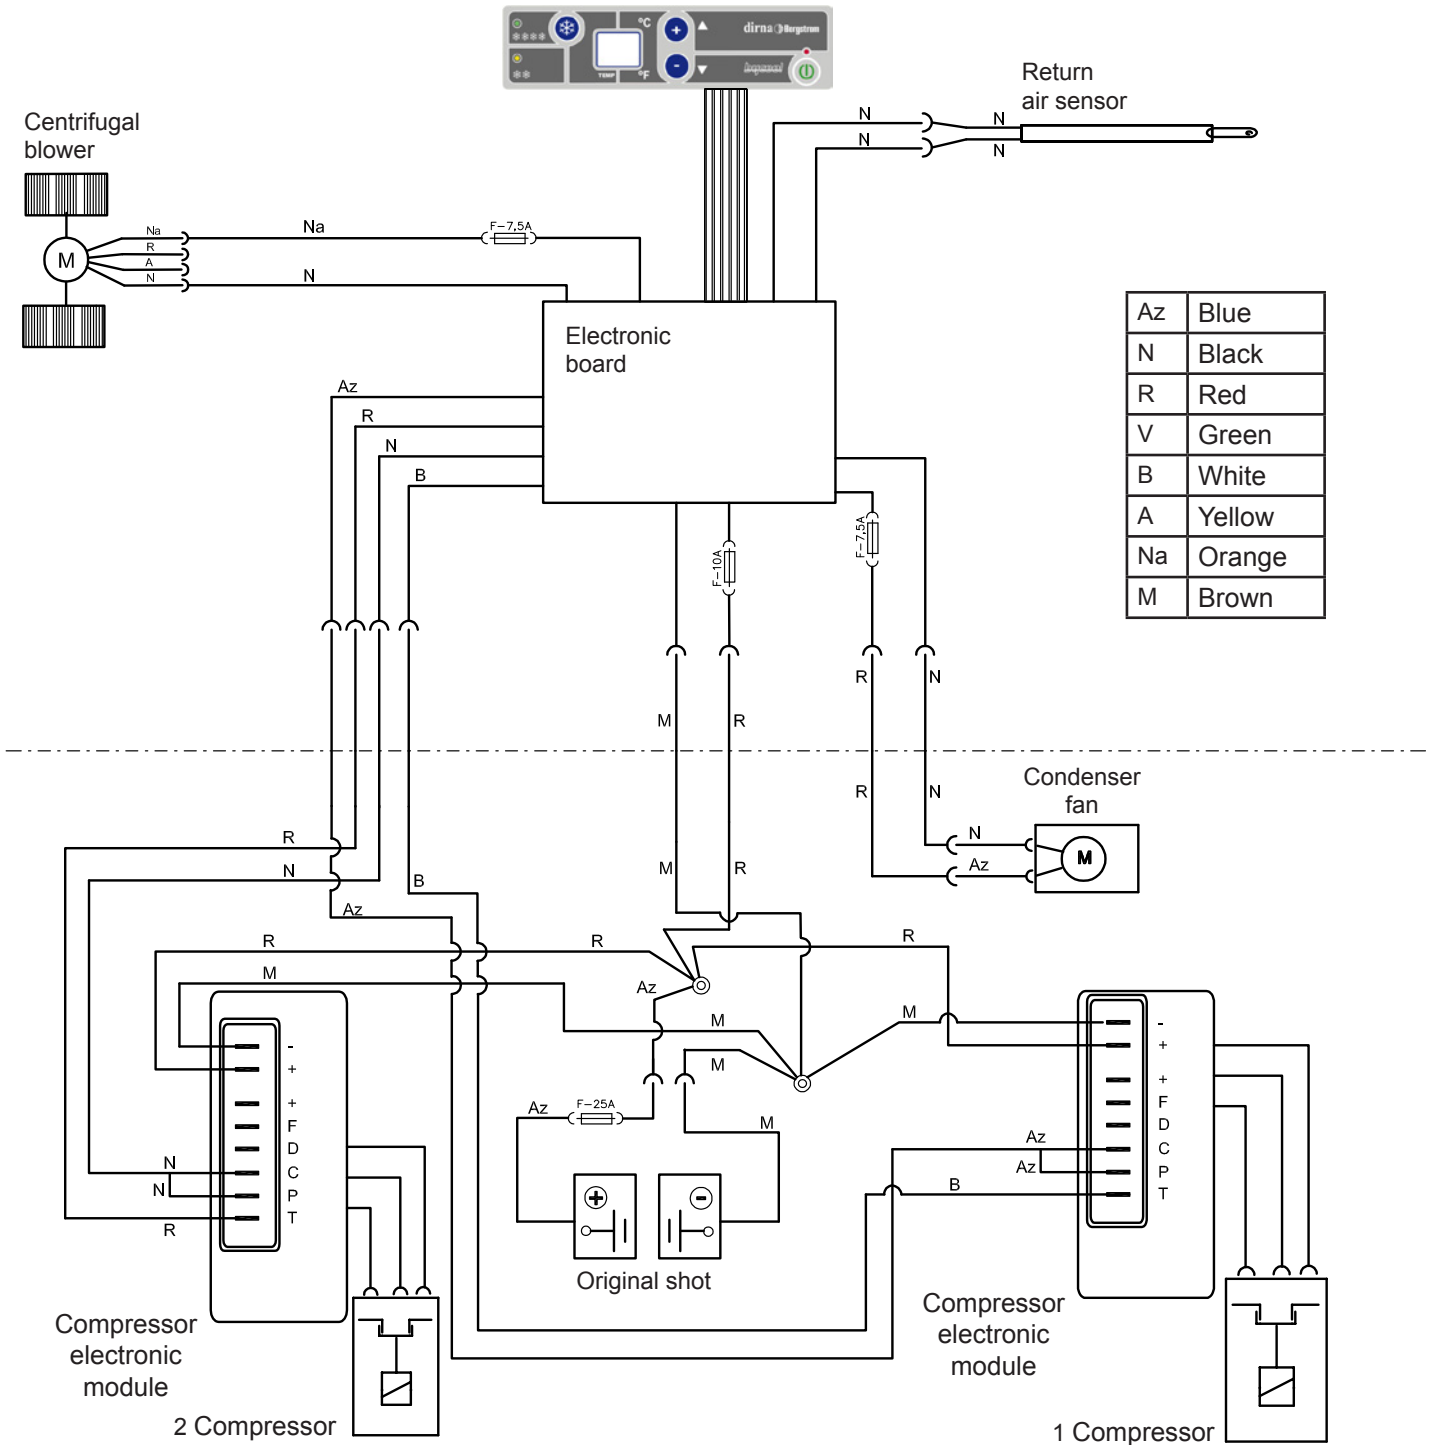 ❄❄❄❄
°C
+
dirna Bergstrom
❄❄
TEMP
°F
-
Return
air sensor
N
N
N
N
Centrifugal
blower
M
Na
R
A
N
Na
N
F-7,5A
Electronic
board
Az
R
N
B
F-10A
F-7,5A
Az Blue
N Black
R Red
V Green
B White
A Yellow
Na Orange
M Brown
R
N
M
R
R
N
Condenser
fan
N
Az
M
R
N
B
Az
M
R
R
M
R
Az
M
M
R
M
-
+
+
F
D
C
P
T
N
N
R
Az
F-25A
M
+
-
Original shot
-
+
+
F
D
C
P
T
Az
Az
B
Compressor
electronic
module
2 Compressor
Compressor
electronic
module
1 Compressor